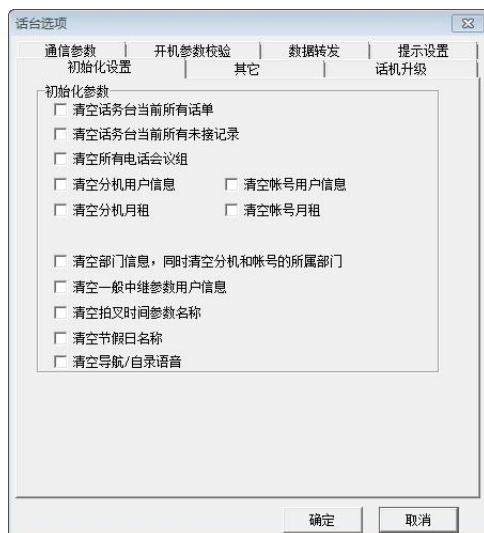 话台选项
通信参数 开机参数校验 数据转发 提示设置
初始化设置 其它 话机升级
初始化参数
清空话务台当前所有话单
清空话务台当前所有未接记录
清空所有电话会议组
清空分机用户信息 清空帐号用户信息
清空分机月租 清空帐号月租
清空部门信息，同时清空分机和帐号的所属部门
清空一般中继参数用户信息
清空拍叉时间参数名称
清空节假日名称
清空导航/自录语音
确定 取消